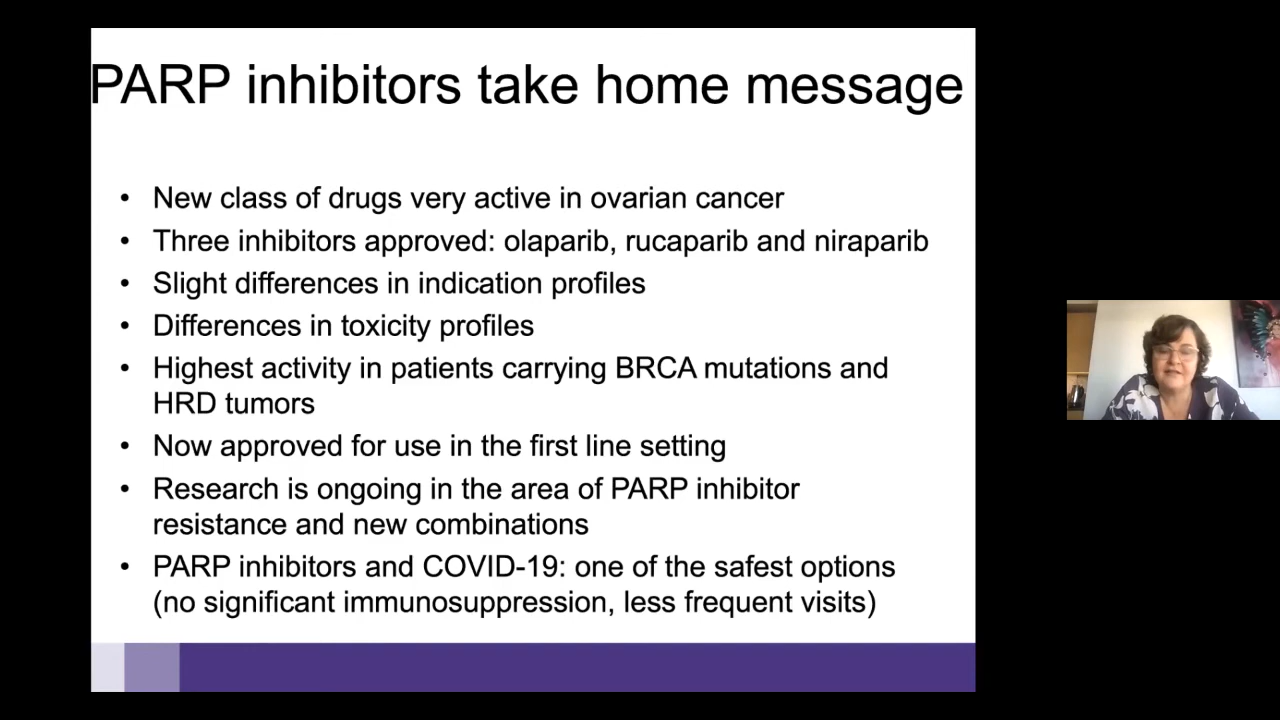 PARP inhibitors take home message
• New class of drugs very active in ovarian cancer
• Three inhibitors approved: olaparib, rucaparib and niraparib
• Slight differences in indication profiles
• Differences in toxicity profiles
• Highest activity in patients carrying BRCA mutations and
HRD tumors
• Now approved for use in the first line setting
• Research is ongoing in the area of PARP inhibitor
resistance and new combinations
• PARP inhibitors and COVID-19: one of the safest options
(no significant immunosuppression, less frequent visits)